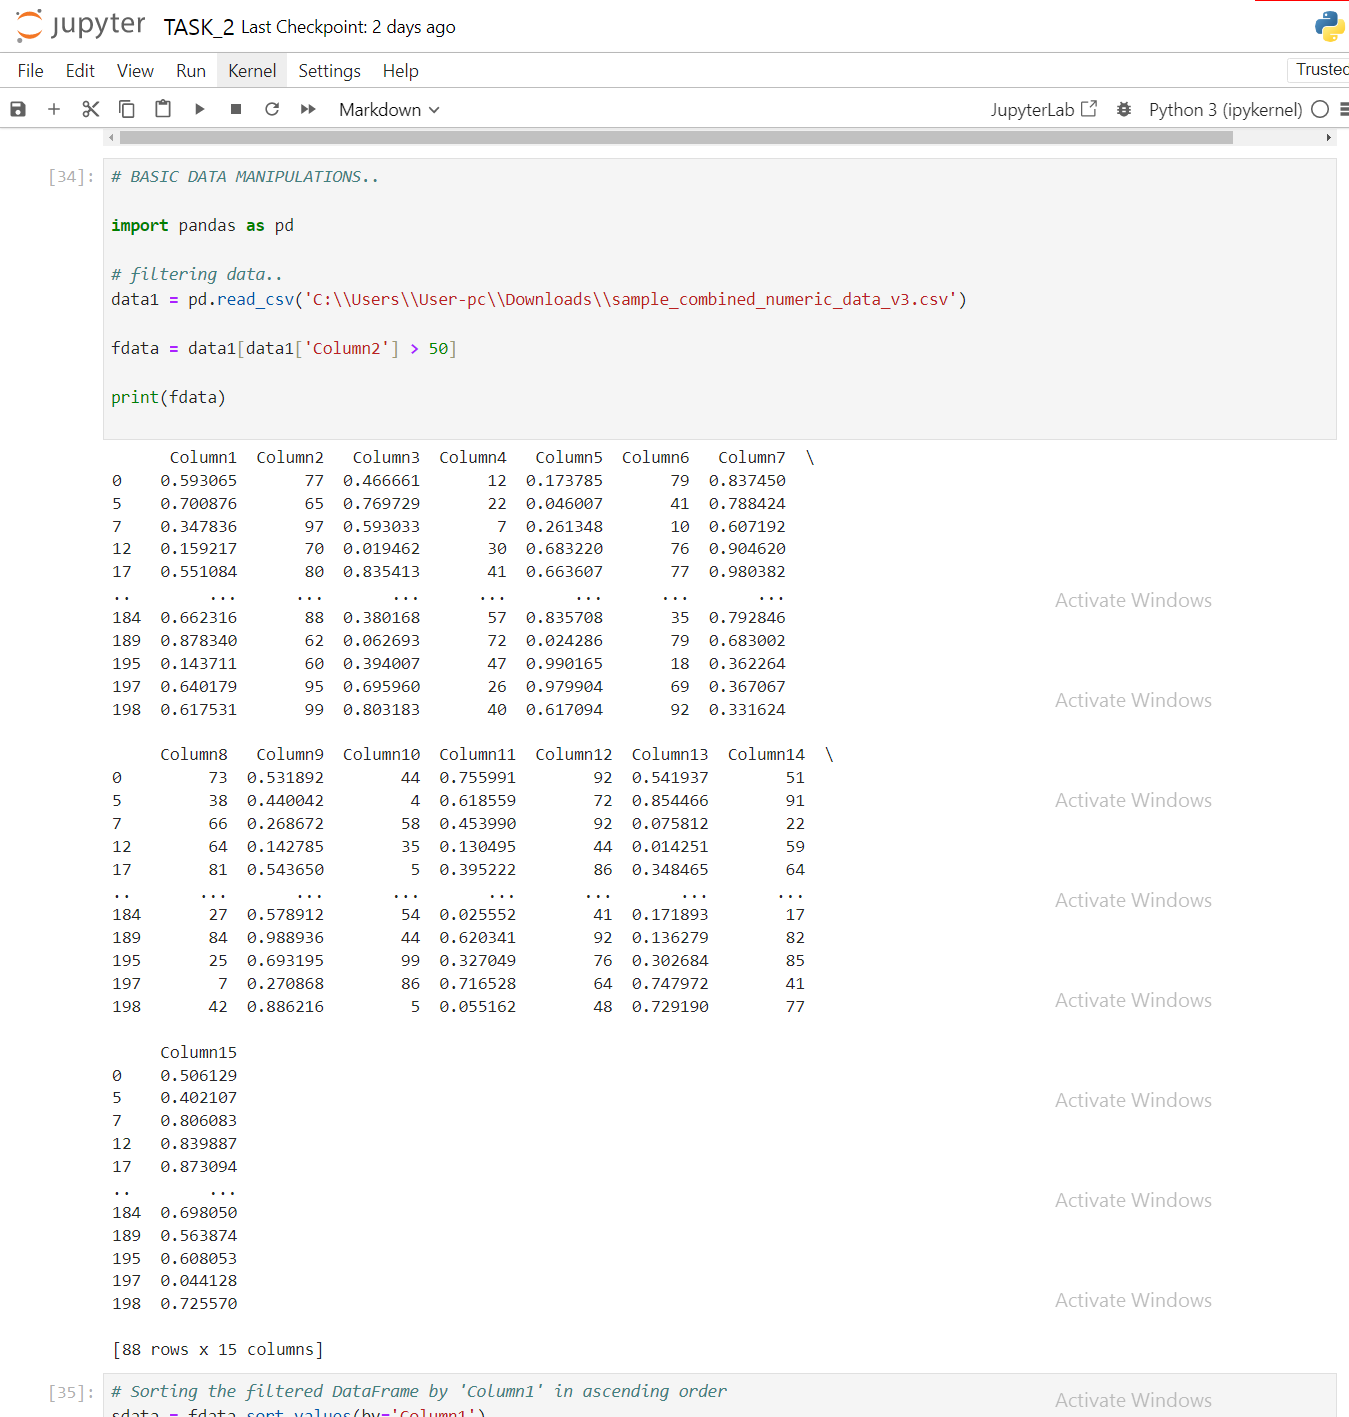 jupyter TASK_2 Last Checkpoint: 2 days ago
File Edit View Run Kernel Settings Help Trusted
Markdown JupyterLab Python 3 (ipykernel)
[34]: # BASIC DATA MANIPULATIONS..
import pandas as pd
# filtering data..
data1 = pd.read_csv('C:\\Users\\User-pc\\Downloads\\sample_combined_numeric_data_v3.csv')
fdata = data1[data1['Column2'] > 50]
print(fdata)
Column1 Column2 Column3 Column4 Column5 Column6 Column7 \
0 0.593065 77 0.466661 12 0.173785 79 0.837450
5 0.700876 65 0.769729 22 0.046007 41 0.788424
7 0.347836 97 0.593033 7 0.261348 10 0.607192
12 0.159217 70 0.019462 30 0.683220 76 0.904620
17 0.551084 80 0.835413 41 0.663607 77 0.980382
.. ... ... ... ... ... ... ...
Activate Windows
184 0.662316 88 0.380168 57 0.835708 35 0.792846
189 0.878340 62 0.062693 72 0.024286 79 0.683002
195 0.143711 60 0.394007 47 0.990165 18 0.362264
197 0.640179 95 0.695960 26 0.979904 69 0.367067
198 0.617531 99 0.803183 40 0.617094 92 0.331624
Activate Windows
Column8 Column9 Column10 Column11 Column12 Column13 Column14 \
0 73 0.531892 44 0.755991 92 0.541937 51
5 38 0.440042 4 0.618559 72 0.854466 91
Activate Windows
7 66 0.268672 58 0.453990 92 0.075812 22
12 64 0.142785 35 0.130495 44 0.014251 59
17 81 0.543650 5 0.395222 86 0.348465 64
.. ... ... ... ... ... ... ...
Activate Windows
184 27 0.578912 54 0.025552 41 0.171893 17
189 84 0.988936 44 0.620341 92 0.136279 82
195 25 0.693195 99 0.327049 76 0.302684 85
197 7 0.270868 86 0.716528 64 0.747972 41
198 42 0.886216 5 0.055162 48 0.729190 77
Activate Windows
Column15
0 0.506129
5 0.402107
Activate Windows
7 0.806083
12 0.839887
17 0.873094
.. ...
Activate Windows
184 0.698050
189 0.563874
195 0.608053
197 0.044128
198 0.725570
Activate Windows
[88 rows x 15 columns]
[35]: # Sorting the filtered DataFrame by 'Column1' in ascending order
Activate Windows
sdata = fdata.sort_values(by='Column1')